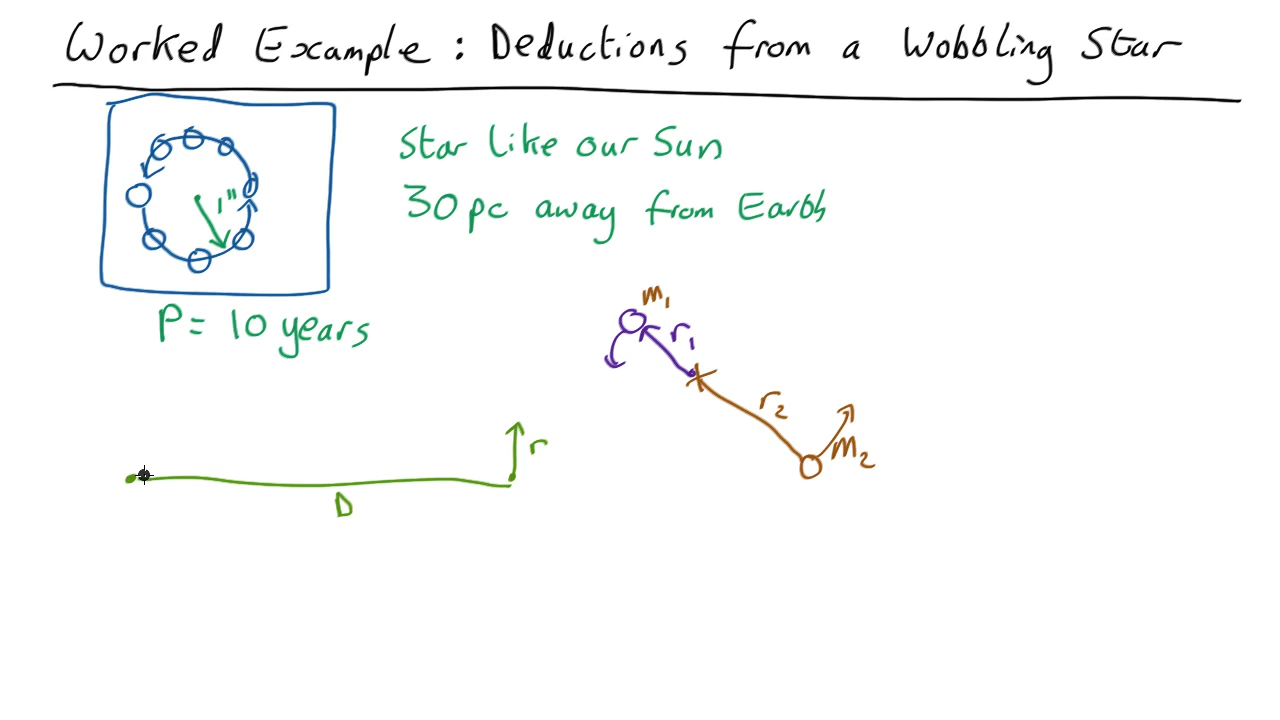 Worked Example : Deductions from a Wobbling Star
1"
Star like our Sun
30 pc away from Earth
P = 10 years
m₁
r₁
r₂
m₂
r
D